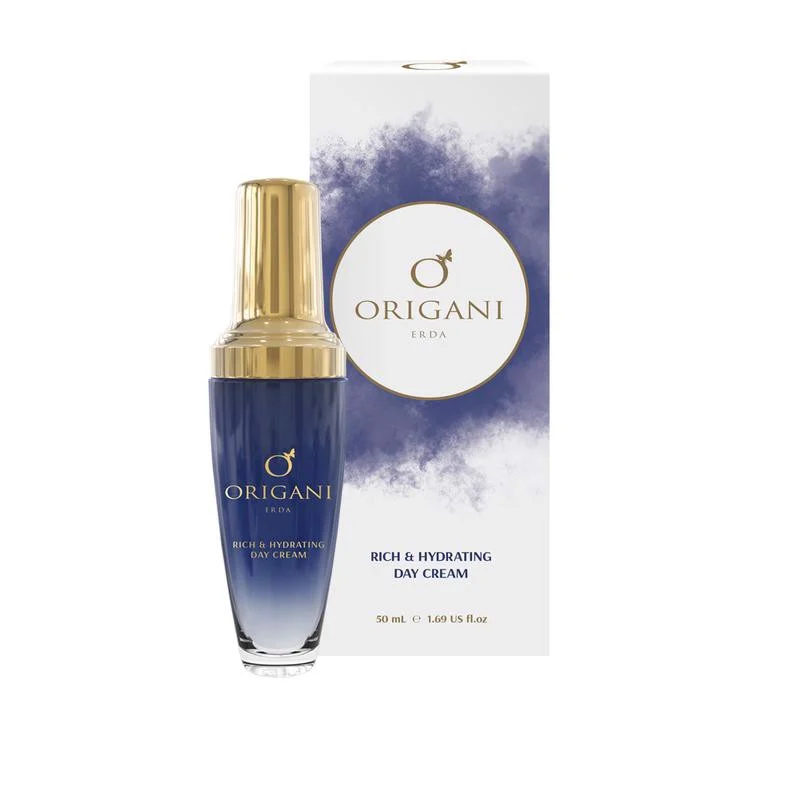 ORIGANI
ERDA
RICH & HYDRATING
DAY CREAM
50 mL ℮ 1.69 US fl.oz
ORIGANI
ERDA
RICH & HYDRATING
DAY CREAM